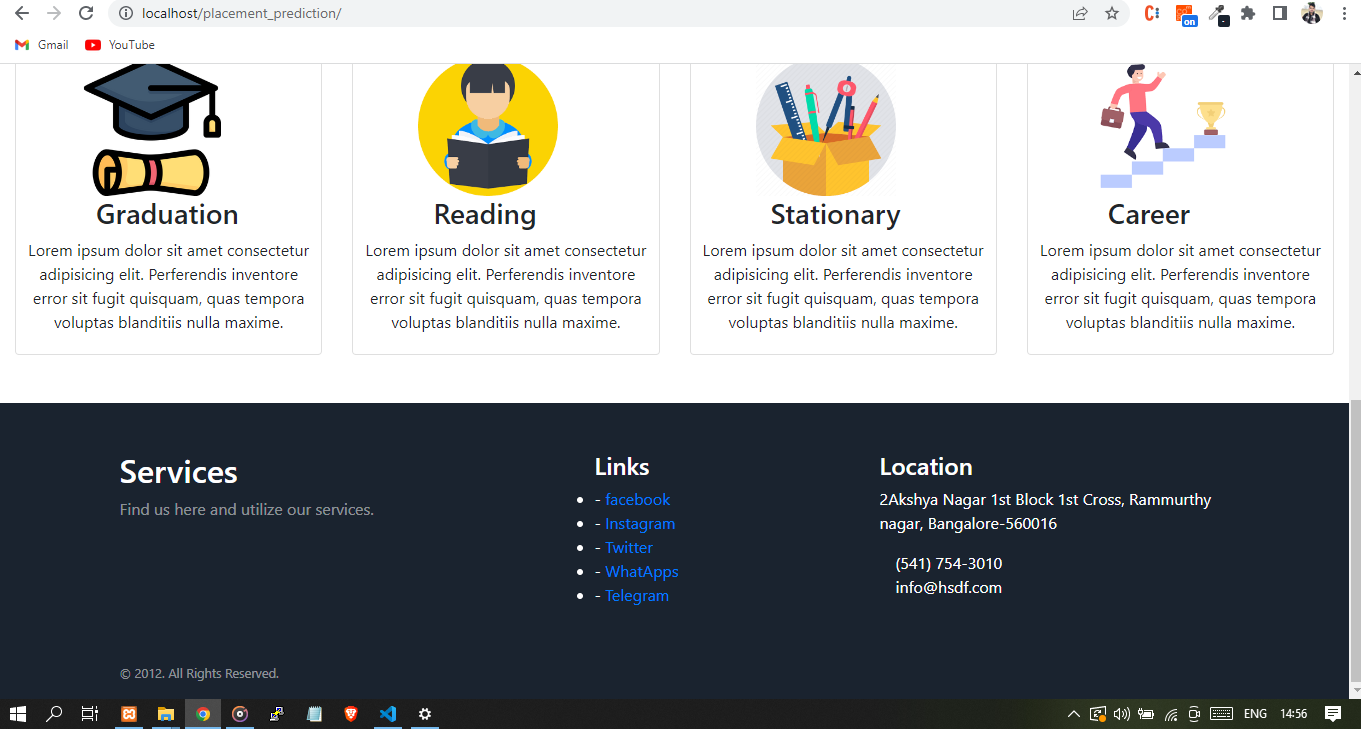 localhost/placement_prediction/
on
-
Gmail
YouTube
Graduation
Lorem ipsum dolor sit amet consectetur
adipisicing elit. Perferendis inventore
error sit fugit quisquam, quas tempora
voluptas blanditiis nulla maxime.
Reading
Lorem ipsum dolor sit amet consectetur
adipisicing elit. Perferendis inventore
error sit fugit quisquam, quas tempora
voluptas blanditiis nulla maxime.
Stationary
Lorem ipsum dolor sit amet consectetur
adipisicing elit. Perferendis inventore
error sit fugit quisquam, quas tempora
voluptas blanditiis nulla maxime.
Career
Lorem ipsum dolor sit amet consectetur
adipisicing elit. Perferendis inventore
error sit fugit quisquam, quas tempora
voluptas blanditiis nulla maxime.
Services
Find us here and utilize our services.
Links
- facebook
- Instagram
- Twitter
- WhatApps
- Telegram
Location
2Akshya Nagar 1st Block 1st Cross, Rammurthy
nagar, Bangalore-560016
(541) 754-3010
info@hsdf.com
© 2012. All Rights Reserved.
ENG
14:56